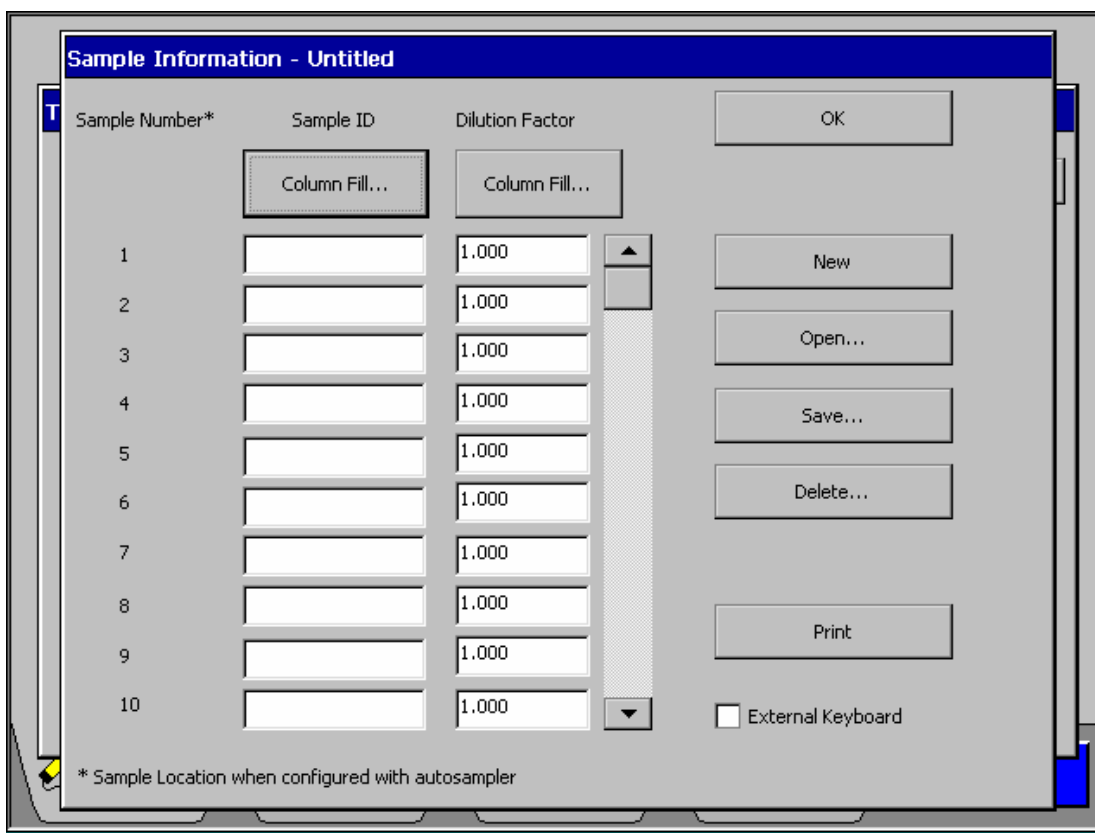 Sample Information - Untitled
T
Sample Number* Sample ID Dilution Factor OK
Column Fill... Column Fill...
1 1.000 New
2 1.000
3 1.000 Open...
4 1.000 Save...
5 1.000
6 1.000 Delete...
7 1.000
8 1.000 Print
9 1.000
10 1.000 External Keyboard
* Sample Location when configured with autosampler